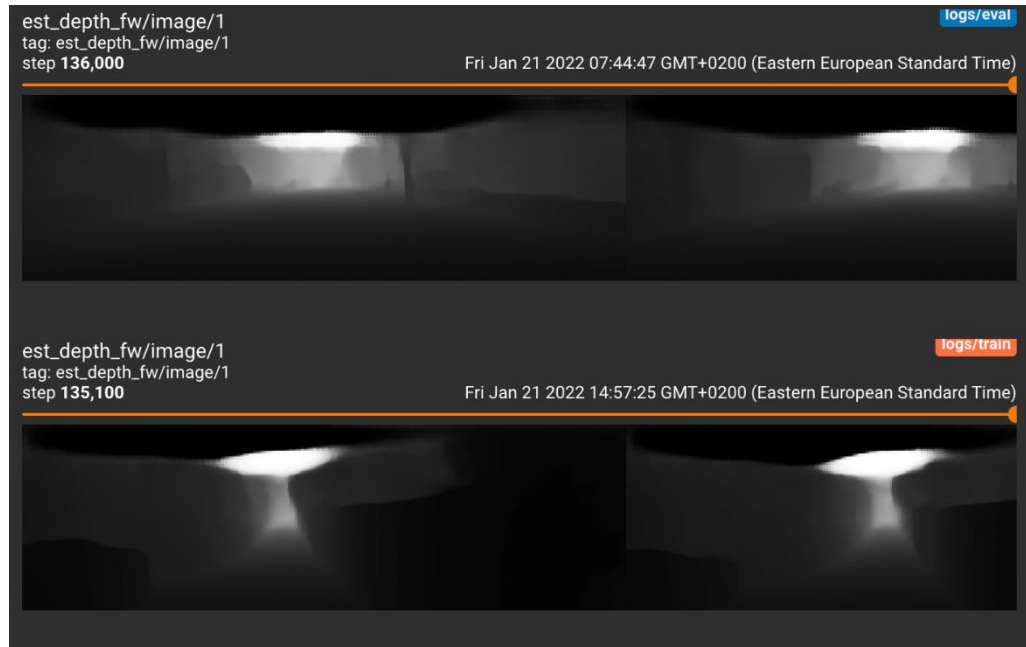 est_depth_fw/image/1
logs/eval
tag: est_depth_fw/image/1
step 136,000 Fri Jan 21 2022 07:44:47 GMT+0200 (Eastern European Standard Time)
est_depth_fw/image/1
logs/train
tag: est_depth_fw/image/1
step 135,100 Fri Jan 21 2022 14:57:25 GMT+0200 (Eastern European Standard Time)